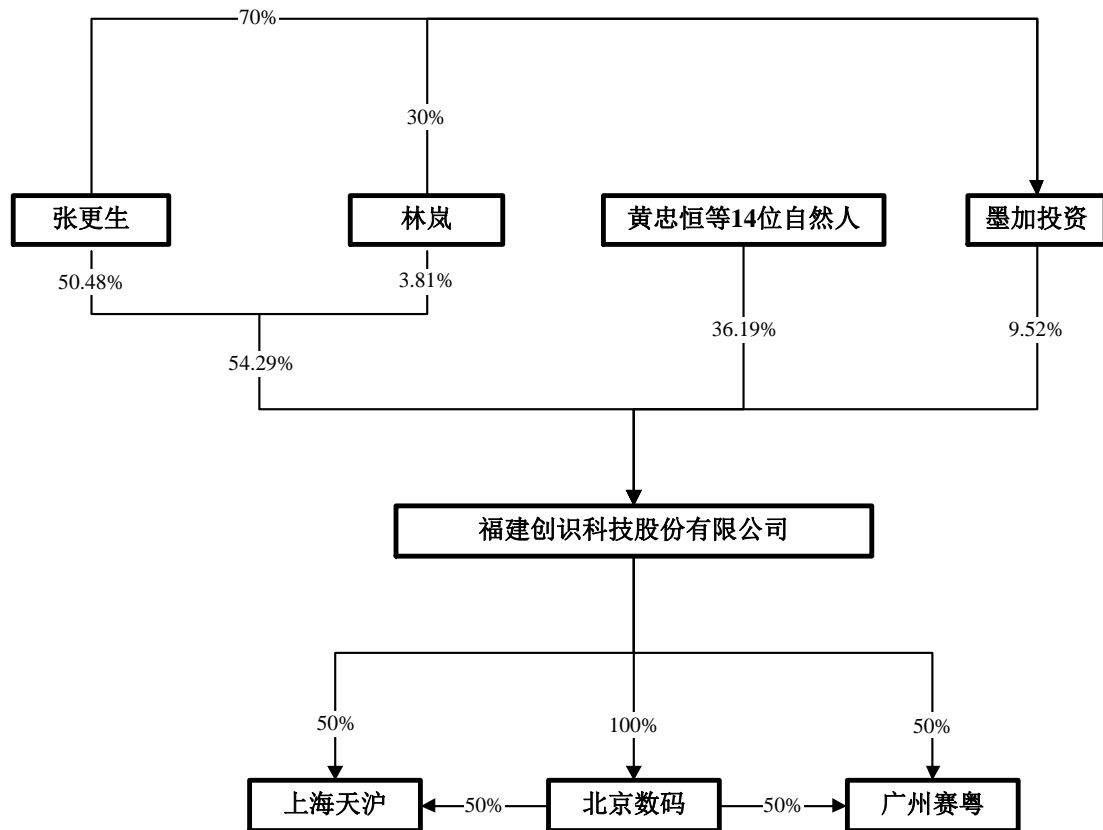 70%
30%
张更生
林岚
黄忠恒等14位自然人
墨加投资
50.48%
3.81%
36.19%
9.52%
54.29%
福建创识科技股份有限公司
50%
100%
50%
上海天沪
50%
北京数码
50%
广州赛粤